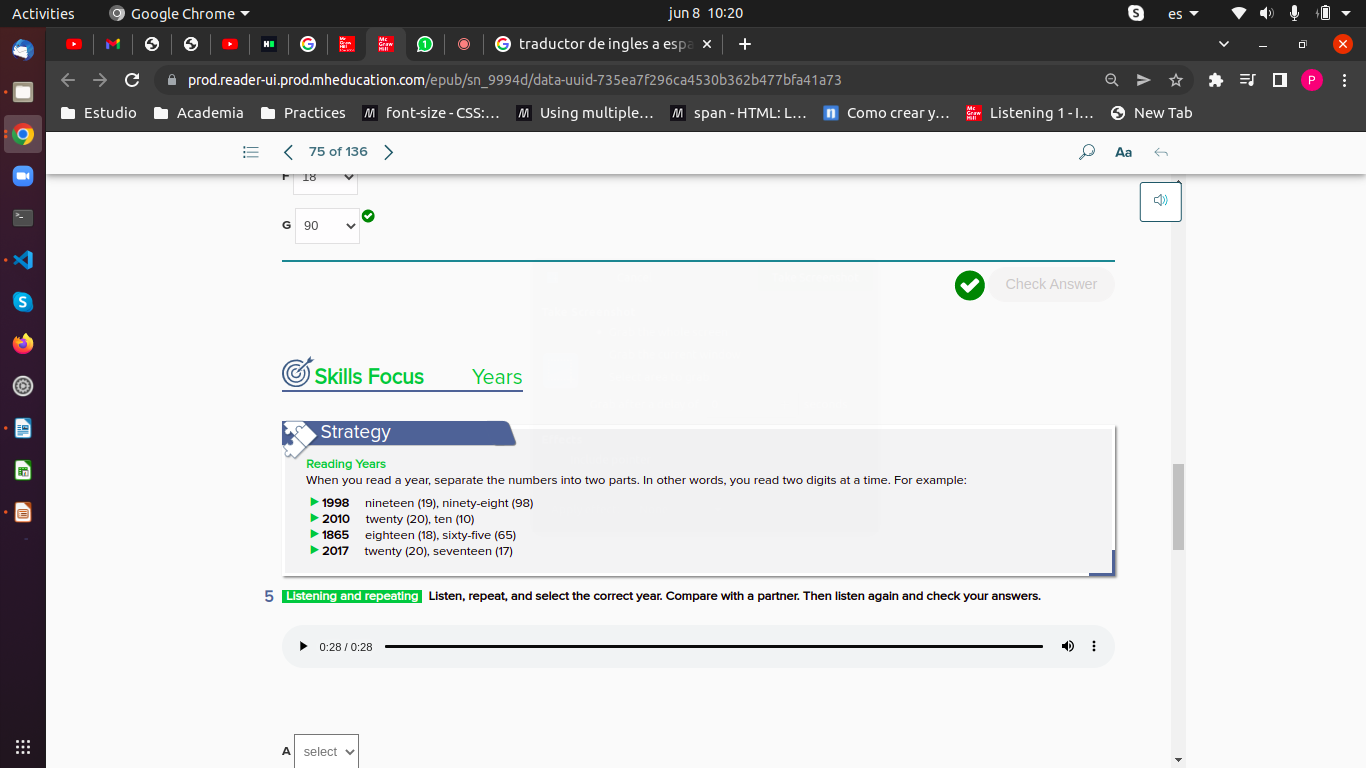 Activities
Google Chrome
jun 8 10:20
es
traductor de ingles a espa
prod.reader-ui.prod.mheducation.com/epub/sn_9994d/data-uuid-735ea7f296ca4530b362b477bfa41a73
P
Estudio
Academia
Practices
font-size - CSS:...
Using multiple...
span - HTML: L...
Como crear y...
Listening 1 - I...
New Tab
75 of 136
Aa
F 18
G 90
Check Answer
Skills Focus Years
Strategy
Reading Years
When you read a year, separate the numbers into two parts. In other words, you read two digits at a time. For example:
1998 nineteen (19), ninety-eight (98)
2010 twenty (20), ten (10)
1865 eighteen (18), sixty-five (65)
2017 twenty (20), seventeen (17)
5 Listening and repeating Listen, repeat, and select the correct year. Compare with a partner. Then listen again and check your answers.
0:28 / 0:28
A select